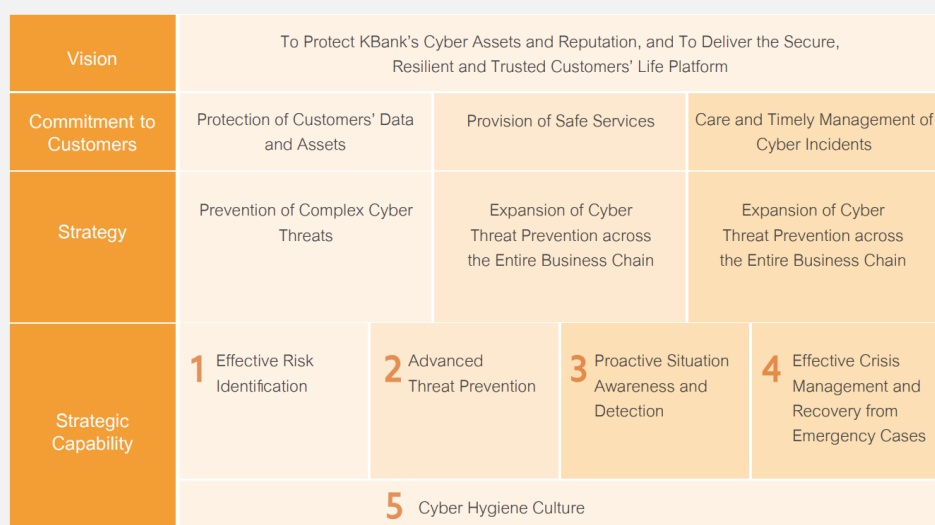 Vision
To Protect KBank's Cyber Assets and Reputation, and To Deliver the Secure,
Resilient and Trusted Customers' Life Platform
Commitment to
Customers
Protection of Customers' Data
and Assets
Provision of Safe Services
Care and Timely Management of
Cyber Incidents
Strategy
Prevention of Complex Cyber
Threats
Expansion of Cyber
Threat Prevention across
the Entire Business Chain
Expansion of Cyber
Threat Prevention across
the Entire Business Chain
Strategic
Capability
1 Effective Risk
Identification
2 Advanced
Threat Prevention
3 Proactive Situation
Awareness and
Detection
4 Effective Crisis
Management and
Recovery from
Emergency Cases
5 Cyber Hygiene Culture